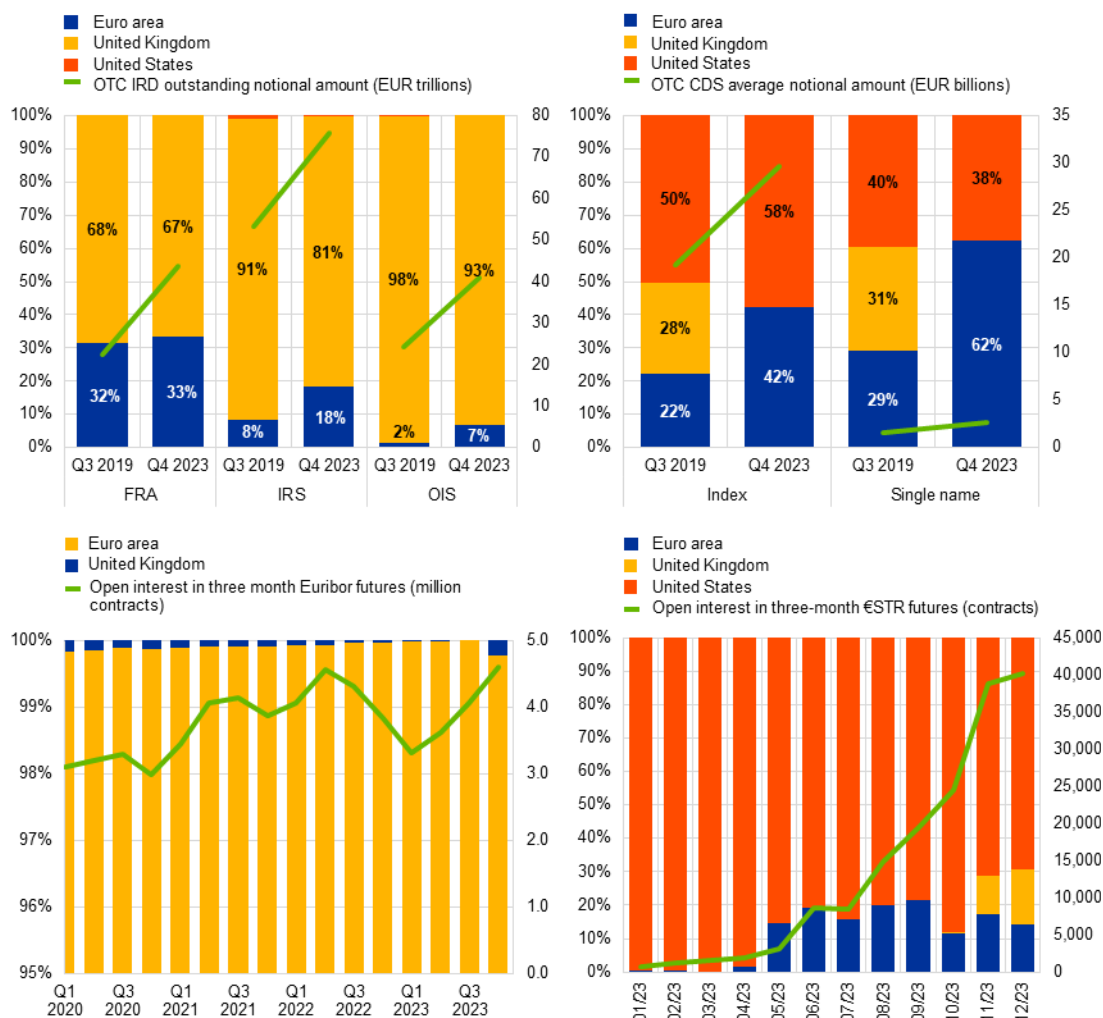 Euro area
United Kingdom
United States
OTC IRD outstanding notional amount (EUR trillions)
100%
90%
80%
70%
60%
50%
40%
30%
20%
10%
0%
80
70
60
50
40
30
20
10
0
68%
67%
91%
81%
98%
93%
32%
33%
8%
18%
2%
7%
Q3 2019
Q4 2023
Q3 2019
Q4 2023
Q3 2019
Q4 2023
FRA
IRS
OIS
Euro area
United Kingdom
United States
OTC CDS average notional amount (EUR billions)
100%
90%
80%
70%
60%
50%
40%
30%
20%
10%
0%
35
30
25
20
15
10
5
0
50%
58%
40%
38%
28%
31%
22%
42%
29%
62%
Q3 2019
Q4 2023
Q3 2019
Q4 2023
Index
Single name
Euro area
United Kingdom
Open interest in three month Euribor futures (million
contracts)
100%
99%
98%
97%
96%
95%
5.0
4.0
3.0
2.0
1.0
0.0
Q1
2020
Q3
2020
Q1
2021
Q3
2021
Q1
2022
Q3
2022
Q1
2023
Q3
2023
Euro area
United Kingdom
United States
Open interest in three-month €STR futures (contracts)
100%
90%
80%
70%
60%
50%
40%
30%
20%
10%
0%
45,000
40,000
35,000
30,000
25,000
20,000
15,000
10,000
5,000
0
01/23
02/23
03/23
04/23
05/23
06/23
07/23
08/23
09/23
10/23
11/23
12/23